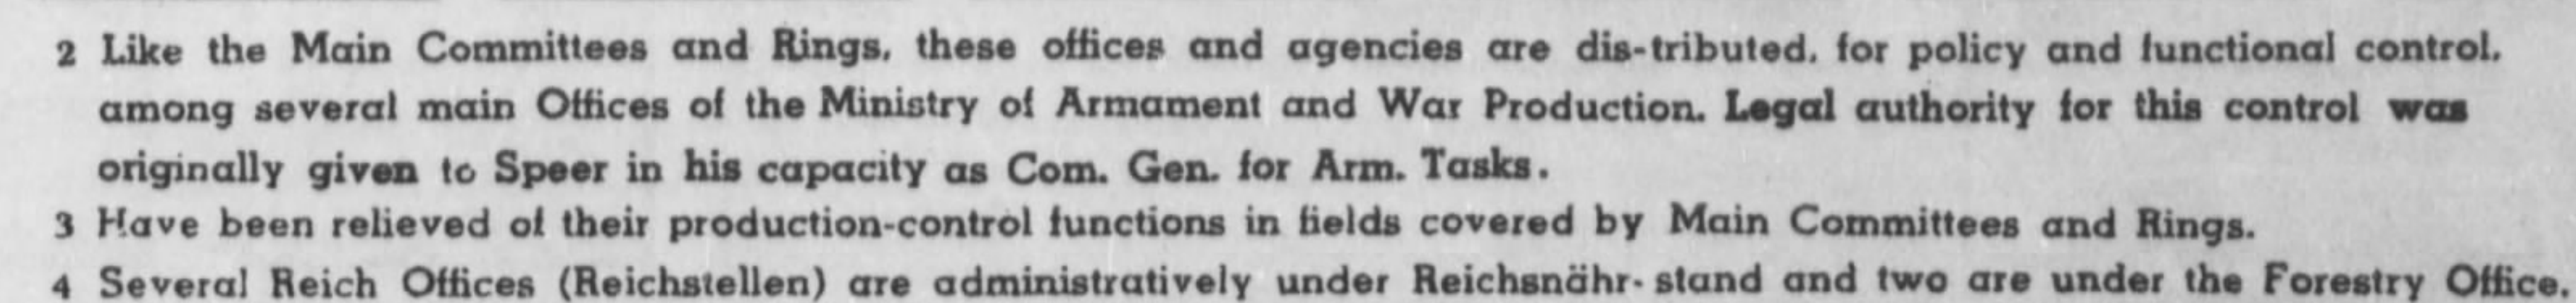 2 Like the Main Committees and Rings, these offices and agencies are dis-tributed, for policy and functional control,
among several main Offices of the Ministry of Armament and War Production. Legal authority for this control was
originally given to Speer in his capacity as Com. Gen. for Arm. Tasks.
3 Have been relieved of their production-control functions in fields covered by Main Committees and Rings.
4 Several Reich Offices (Reichstellen) are administratively under Reichsnähr- stand and two are under the Forestry Office.